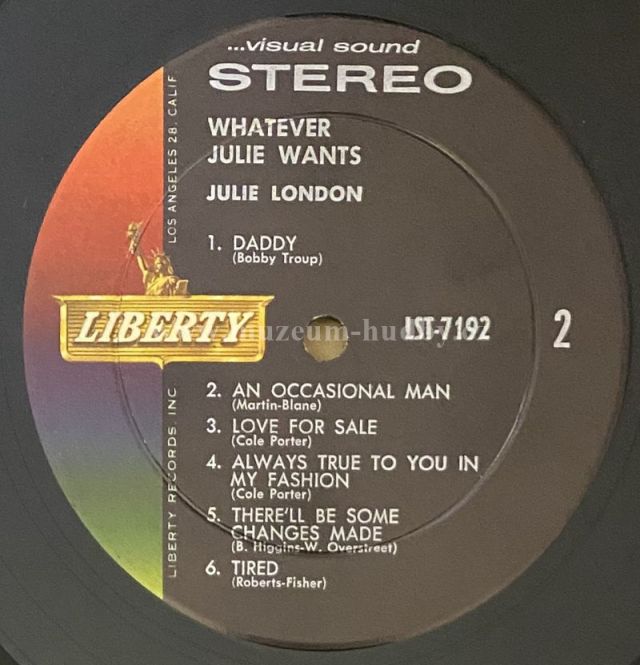 ...visual sound
STEREO
WHATEVER
JULIE WANTS
JULIE LONDON
1. DADDY
(Bobby Troup)
LIBERTY
LST-7192
2
2. AN OCCASIONAL MAN
(Martin-Blane)
3. LOVE FOR SALE
(Cole Porter)
4. ALWAYS TRUE TO YOU IN
MY FASHION
(Cole Porter)
5. THERE'LL BE SOME
CHANGES MADE
(B. Higgins-W. Overstreet)
6. TIRED
(Roberts-Fisher)
LIBERTY RECORDS, INC.
LOS ANGELES 28, CALIF.